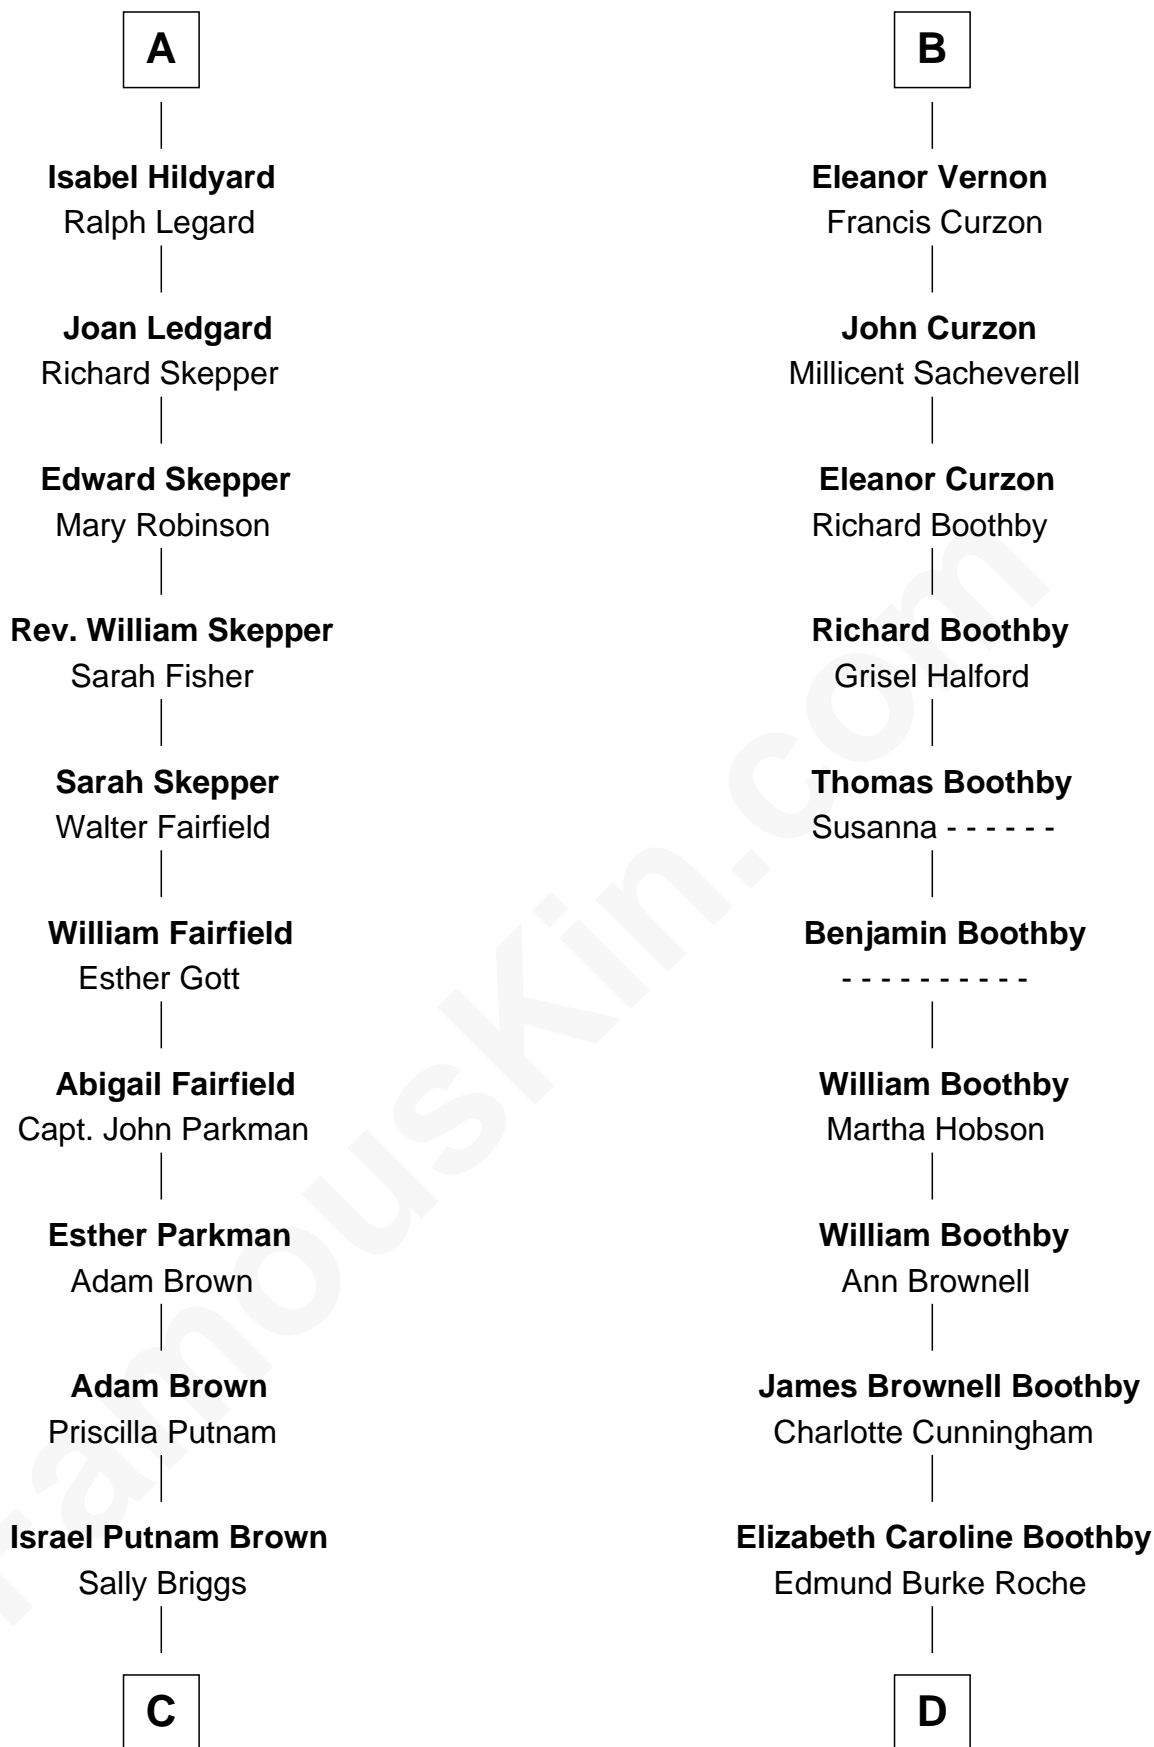 A
Isabel Hildyard
Ralph Legard
Joan Ledgard
Richard Skepper
Edward Skepper
Mary Robinson
Rev. William Skepper
Sarah Fisher
Sarah Skepper
Walter Fairfield
William Fairfield
Esther Gott
Abigail Fairfield
Capt. John Parkman
Esther Parkman
Adam Brown
Adam Brown
Priscilla Putnam
Israel Putnam Brown
Sally Briggs
C
B
Eleanor Vernon
Francis Curzon
John Curzon
Millicent Sacheverell
Eleanor Curzon
Richard Boothby
Richard Boothby
Grisel Halford
Thomas Boothby
Susanna - - - - - -
Benjamin Boothby
- - - - - - - - - -
William Boothby
Martha Hobson
William Boothby
Ann Brownell
James Brownell Boothby
Charlotte Cunningham
Elizabeth Caroline Boothby
Edmund Burke Roche
D
FamousKin.com